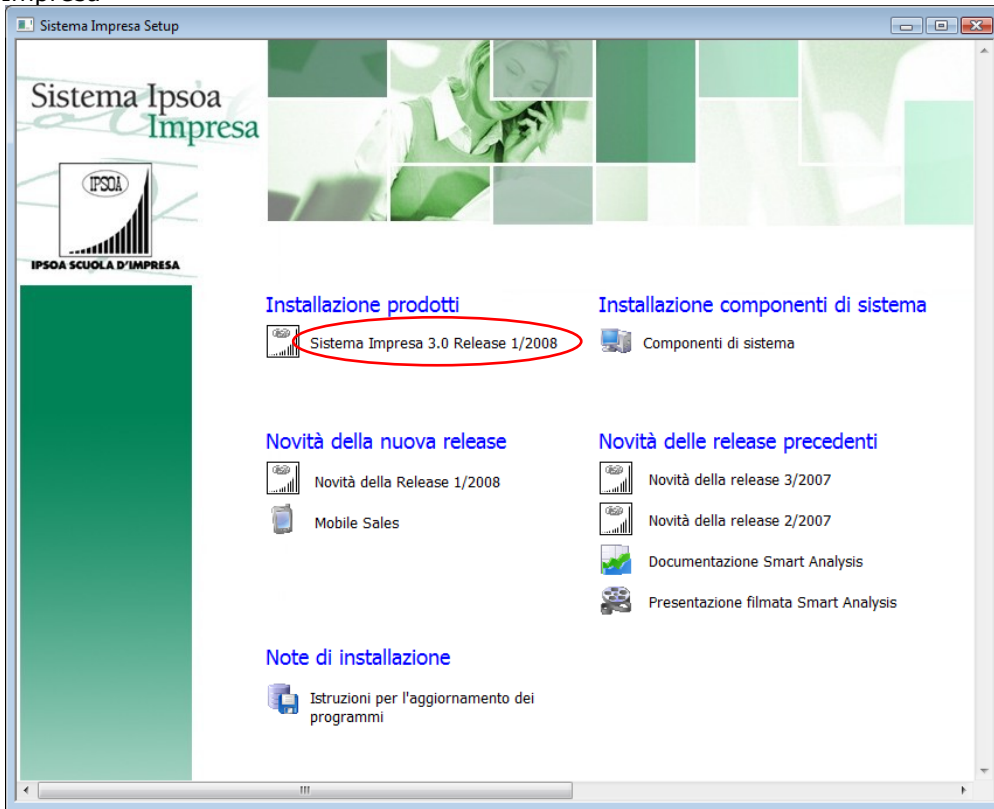 Impresa
Sistema Impresa Setup
Sistema Ipsoa
Impresa
IPSOA
IPSOA SCUOLA D'IMPRESA
Installazione prodotti
Sistema Impresa 3.0 Release 1/2008
Installazione componenti di sistema
Componenti di sistema
Novità della nuova release
Novità della Release 1/2008
Mobile Sales
Novità delle release precedenti
Novità della release 3/2007
Novità della release 2/2007
Documentazione Smart Analysis
Presentazione filmata Smart Analysis
Note di installazione
Istruzioni per l'aggiornamento dei
programmi